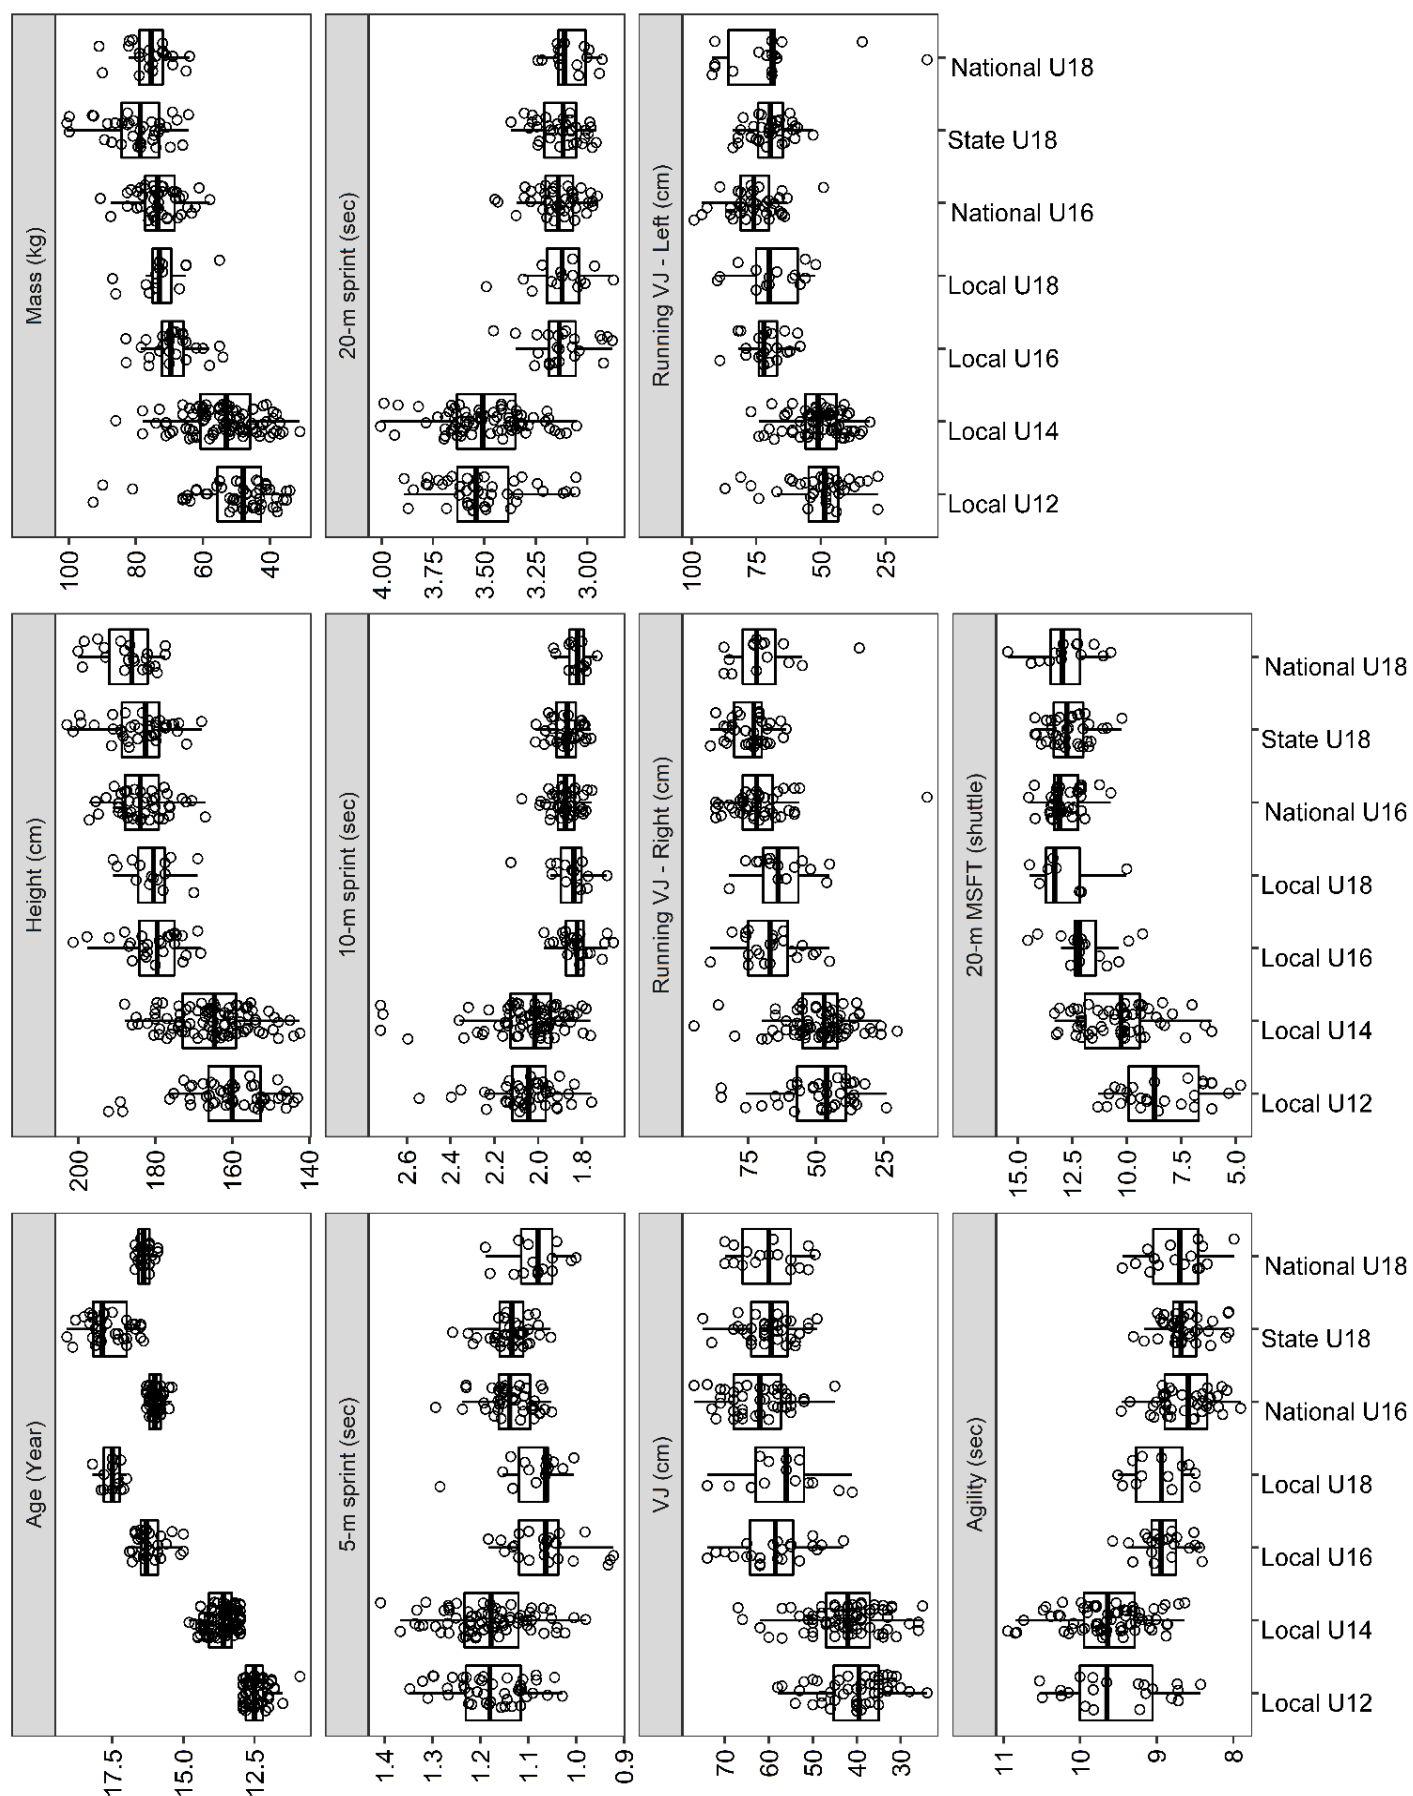 Mass (kg)
100
80
60
40
20-m sprint (sec)
4.00
3.75
3.50
3.25
3.00
Running VJ - Left (cm)
100
75
50
25
National U18
State U18
National U16
Local U18
Local U16
Local U14
Local U12
Height (cm)
200
180
160
140
10-m sprint (sec)
2.6
2.4
2.2
2.0
1.8
Running VJ - Right (cm)
75
50
25
20-m MSFT (shuttle)
15.0
12.5
10.0
7.5
5.0
National U18
State U18
National U16
Local U18
Local U16
Local U14
Local U12
Age (Year)
17.5
15.0
12.5
5-m sprint (sec)
1.4
1.3
1.2
1.1
1.0
0.9
VJ (cm)
70
60
50
40
30
Agility (sec)
11
10
9
8
National U18
State U18
National U16
Local U18
Local U16
Local U14
Local U12